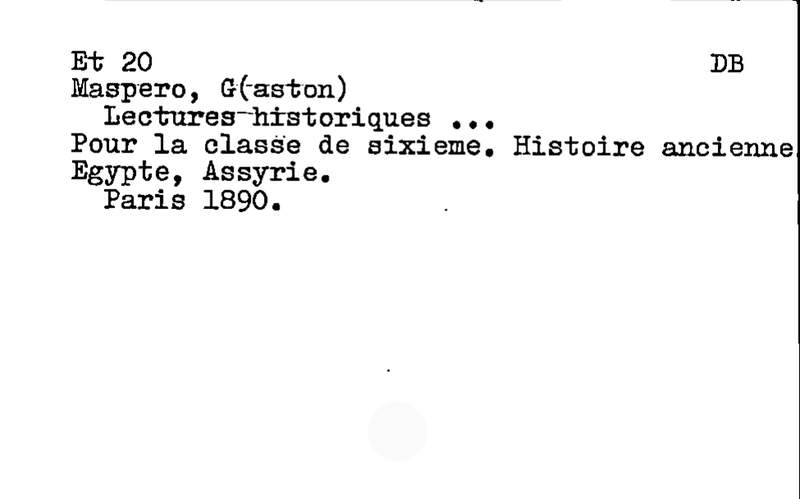 Et 20 DB
Maspero, G(aston)
Lectures historiques ...
Pour la classe de sixieme. Histoire ancienne.
Egypte, Assyrie.
Paris 1890.